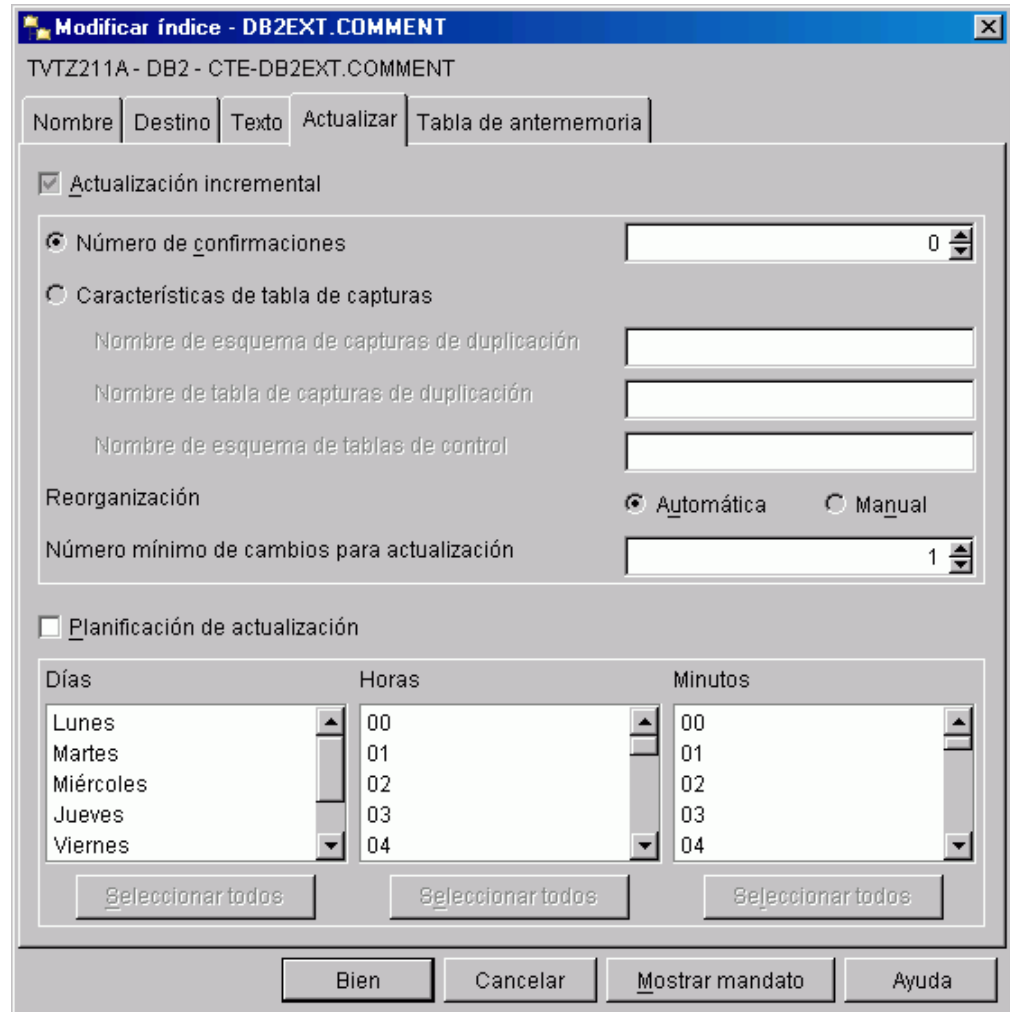 Modificar índice - DB2EXT.COMMENT
TVTZ211A - DB2 - CTE-DB2EXT.COMMENT
Nombre Destino Texto Actualizar Tabla de antememoria
Actualización incremental
Número de confirmaciones 0
Características de tabla de capturas
Nombre de esquema de capturas de duplicación
Nombre de tabla de capturas de duplicación
Nombre de esquema de tablas de control
Reorganización Automática Manual
Número mínimo de cambios para actualización 1
Planificación de actualización
Días Horas Minutos
Lunes 00 00
Martes 01 01
Miércoles 02 02
Jueves 03 03
Viernes 04 04
Seleccionar todos Seleccionar todos Seleccionar todos
Bien Cancelar Mostrar mandato Ayuda